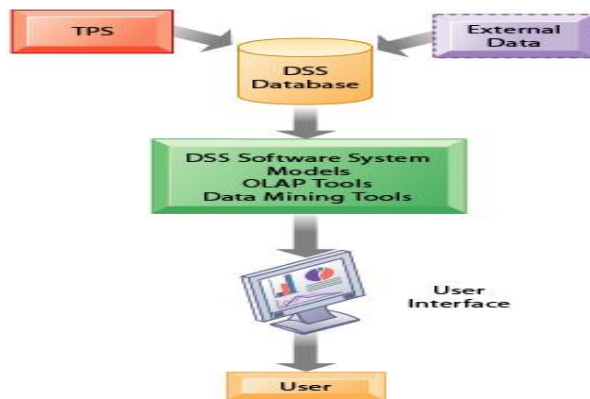 TPS
External
Data
DSS
Database
DSS Software System
Models
OLAP Tools
Data Mining Tools
User
Interface
User